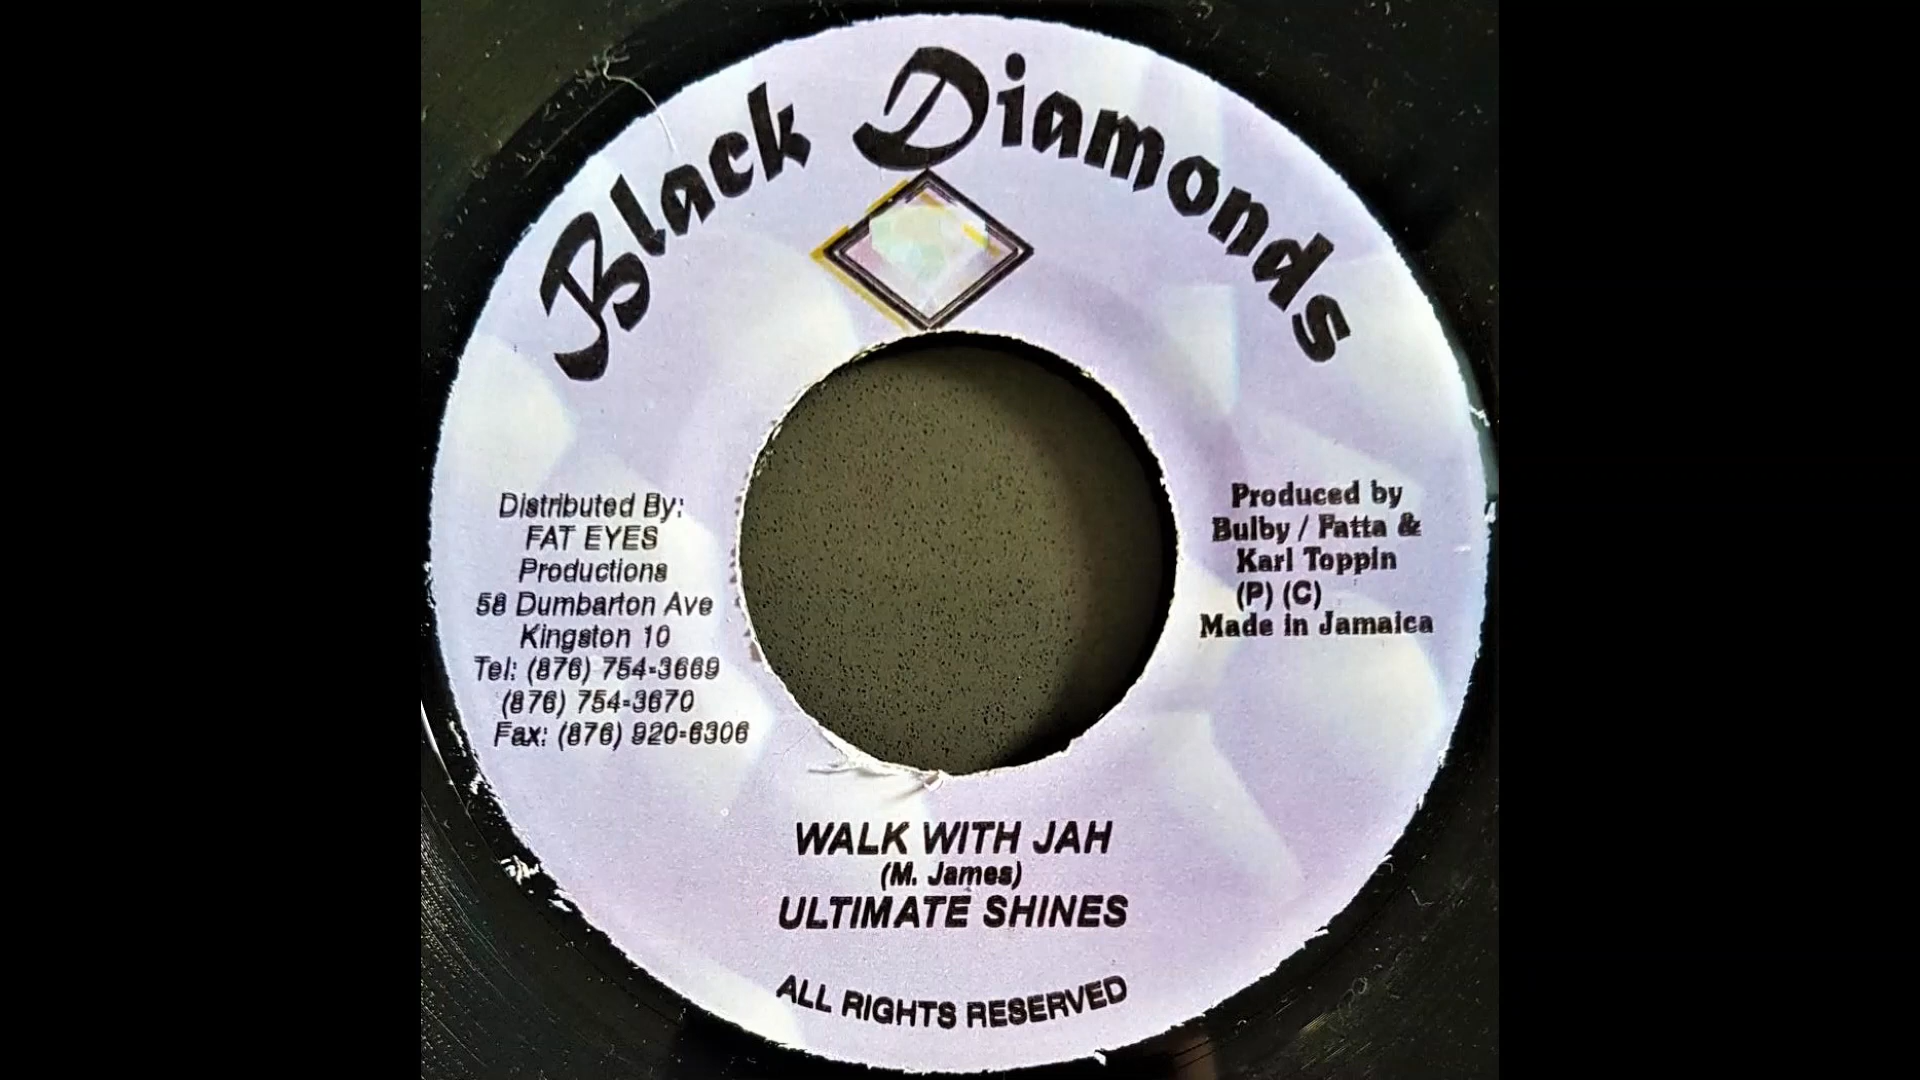 Black Diamonds
Distributed By:
FAT EYES
Productions
58 Dumbarton Ave
Kingston 10
Tel: (876) 754-3669
(876) 754-3670
Fax: (876) 920-6306
Produced by
Bulby / Fatta &
Karl Toppin
(P) (C)
Made in Jamaica
WALK WITH JAH
(M. James)
ULTIMATE SHINES
ALL RIGHTS RESERVED